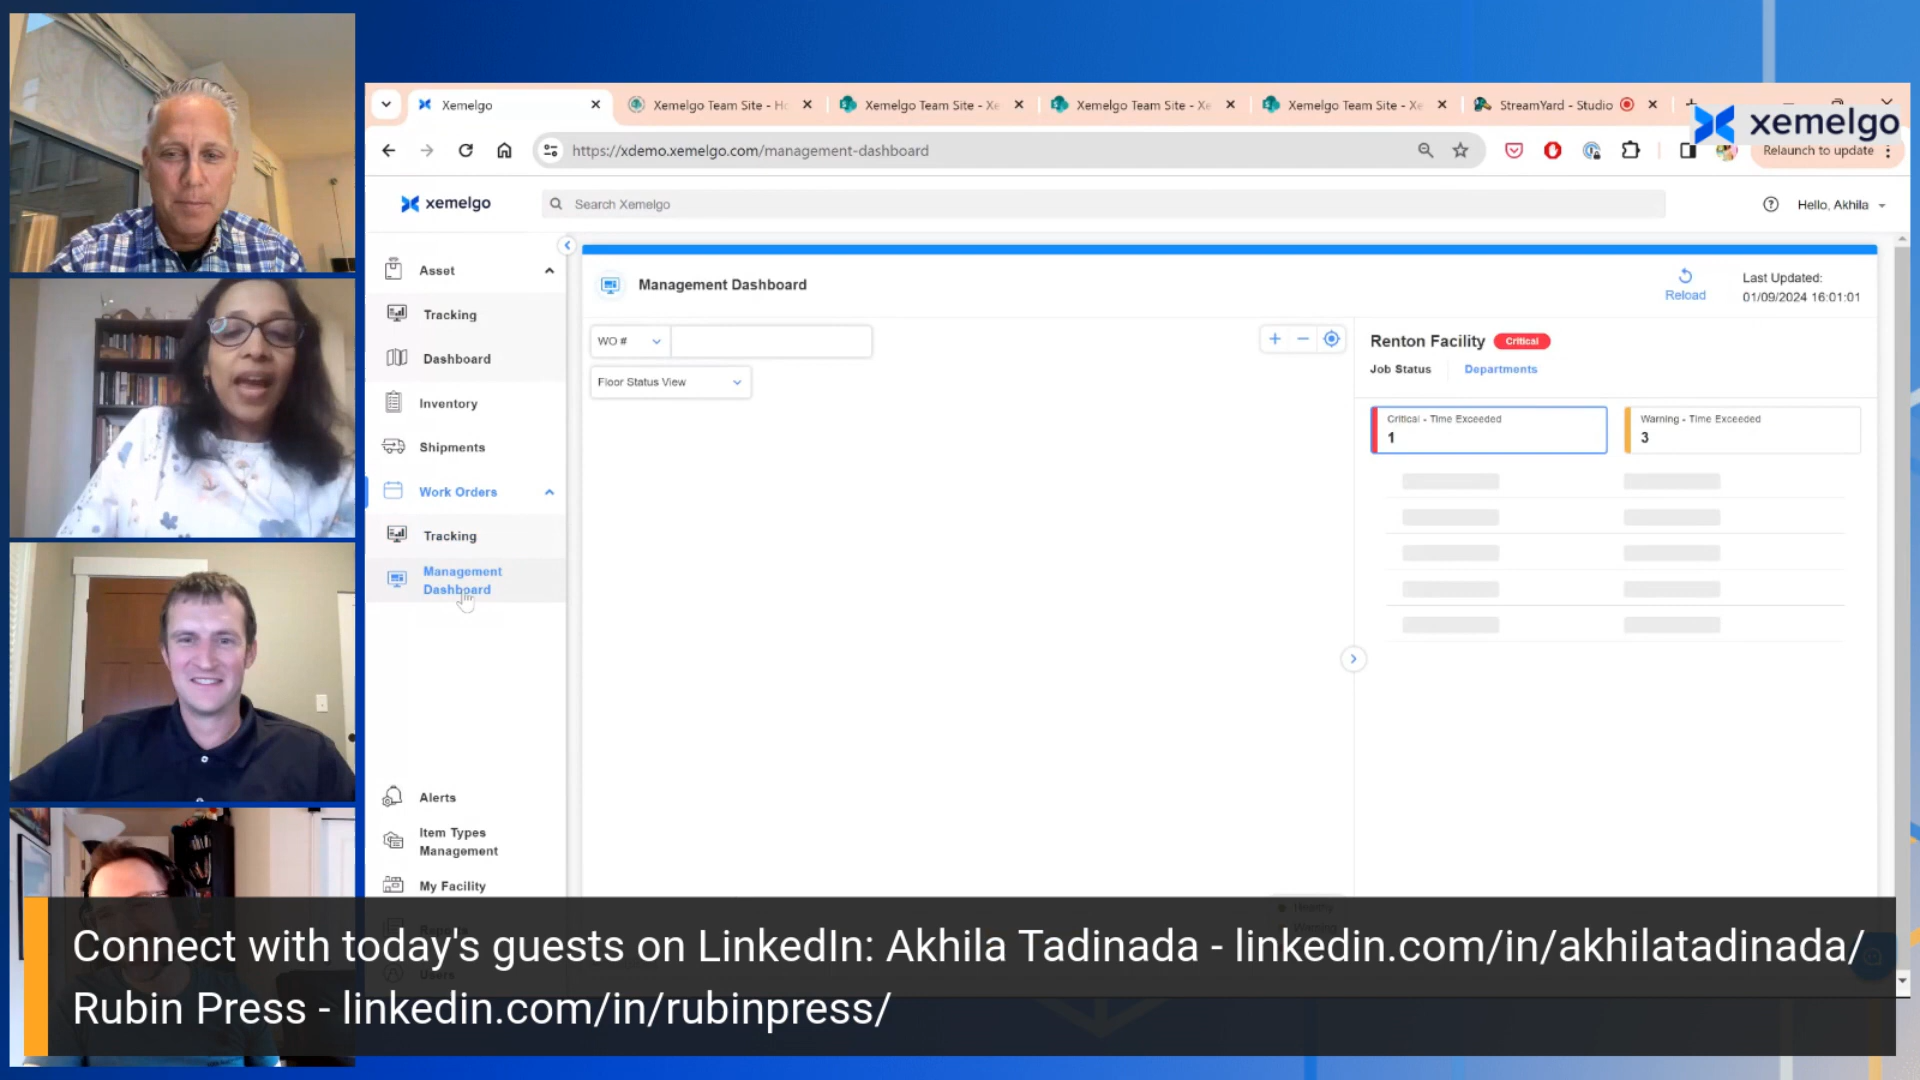 Xemelgo
Xemelgo Team Site - Ho
Xemelgo Team Site - Xe
Xemelgo Team Site - Xe
Xemelgo Team Site - Xe
StreamYard - Studio
xemelgo
https://xdemo.xemelgo.com/management-dashboard
Relaunch to update
xemelgo
Search Xemelgo
Hello, Akhila
Asset
Tracking
Dashboard
Inventory
Shipments
Work Orders
Tracking
Management
Dashboard
Alerts
Item Types
Management
My Facility
Reports
Users
Management Dashboard
Reload
Last Updated:
01/09/2024 16:01:01
WO #
Floor Status View
Renton Facility
Critical
Job Status
Departments
Critical - Time Exceeded
1
Warning - Time Exceeded
3
Healthy
Warning
Connect with today's guests on LinkedIn: Akhila Tadinada - linkedin.com/in/akhilatadinada/
Rubin Press - linkedin.com/in/rubinpress/